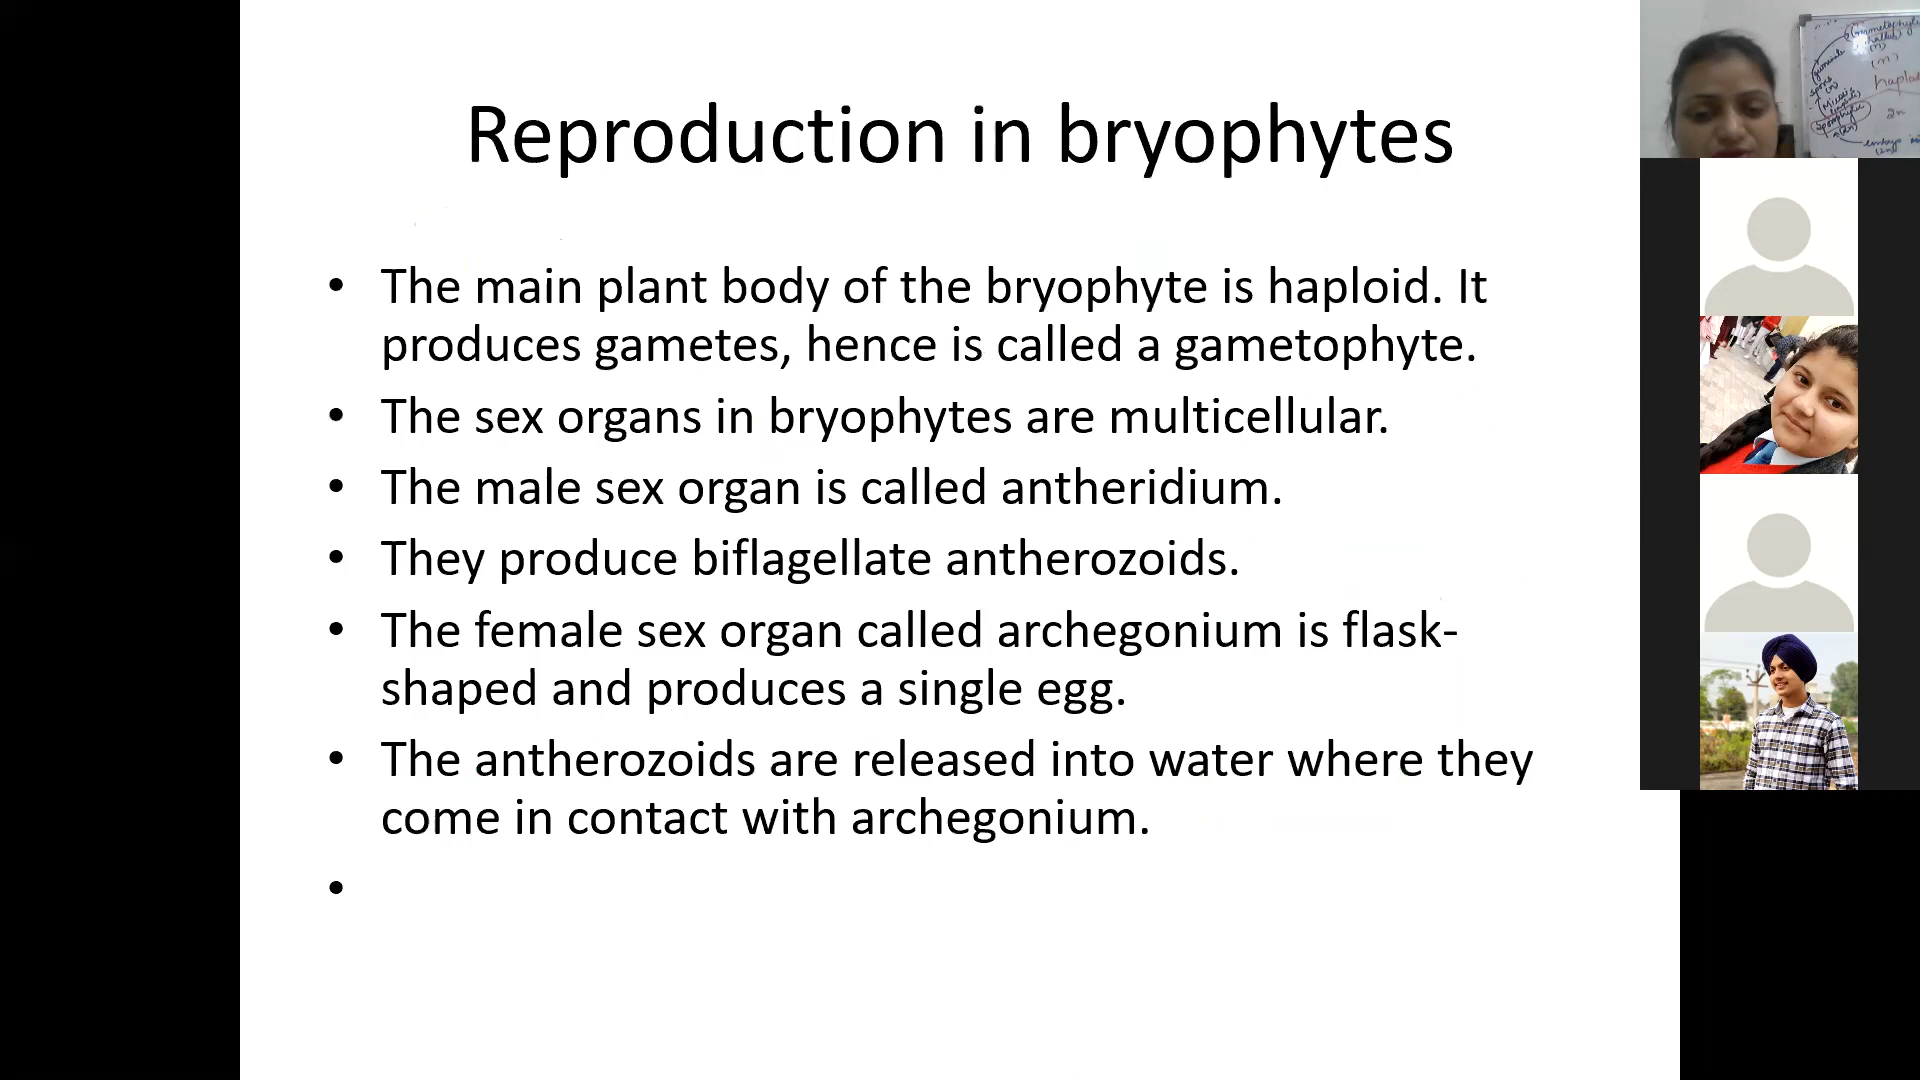 Reproduction in bryophytes
• The main plant body of the bryophyte is haploid. It
produces gametes, hence is called a gametophyte.
• The sex organs in bryophytes are multicellular.
• The male sex organ is called antheridium.
• They produce biflagellate antherozoids.
• The female sex organ called archegonium is flask-
shaped and produces a single egg.
• The antherozoids are released into water where they
come in contact with archegonium.
•
(n)
2n